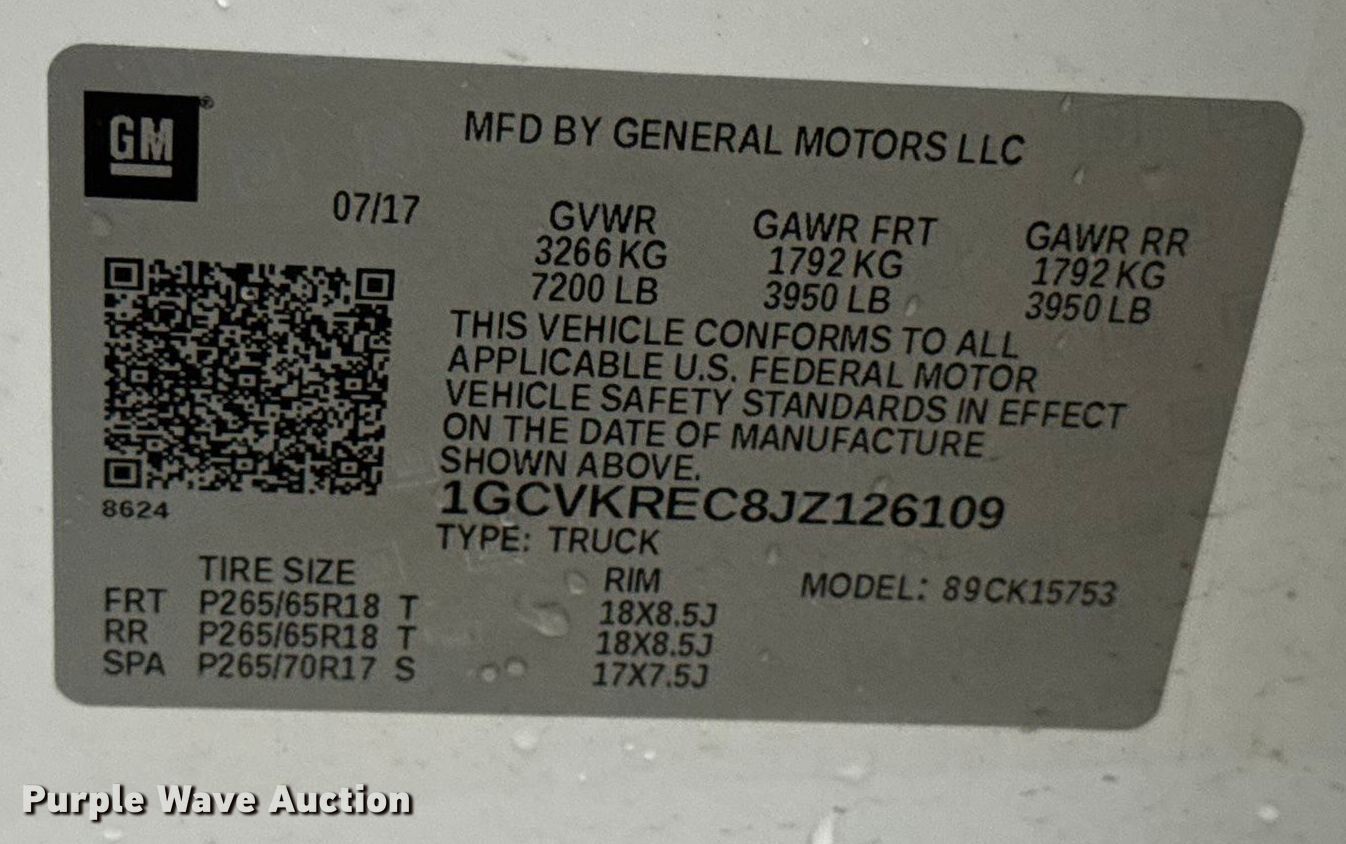 GM
MFD BY GENERAL MOTORS LLC
07/17
GVWR GAWR FRT GAWR RR
3266 KG 1792 KG 1792 KG
7200 LB 3950 LB 3950 LB
THIS VEHICLE CONFORMS TO ALL
APPLICABLE U.S. FEDERAL MOTOR
VEHICLE SAFETY STANDARDS IN EFFECT
ON THE DATE OF MANUFACTURE
SHOWN ABOVE.
8624
1GCVKREC8JZ126109
TYPE: TRUCK
TIRE SIZE RIM MODEL: 89CK15753
FRT P265/65R18 T 18X8.5J
RR P265/65R18 T 18X8.5J
SPA P265/70R17 S 17X7.5J
Purple Wave Auction